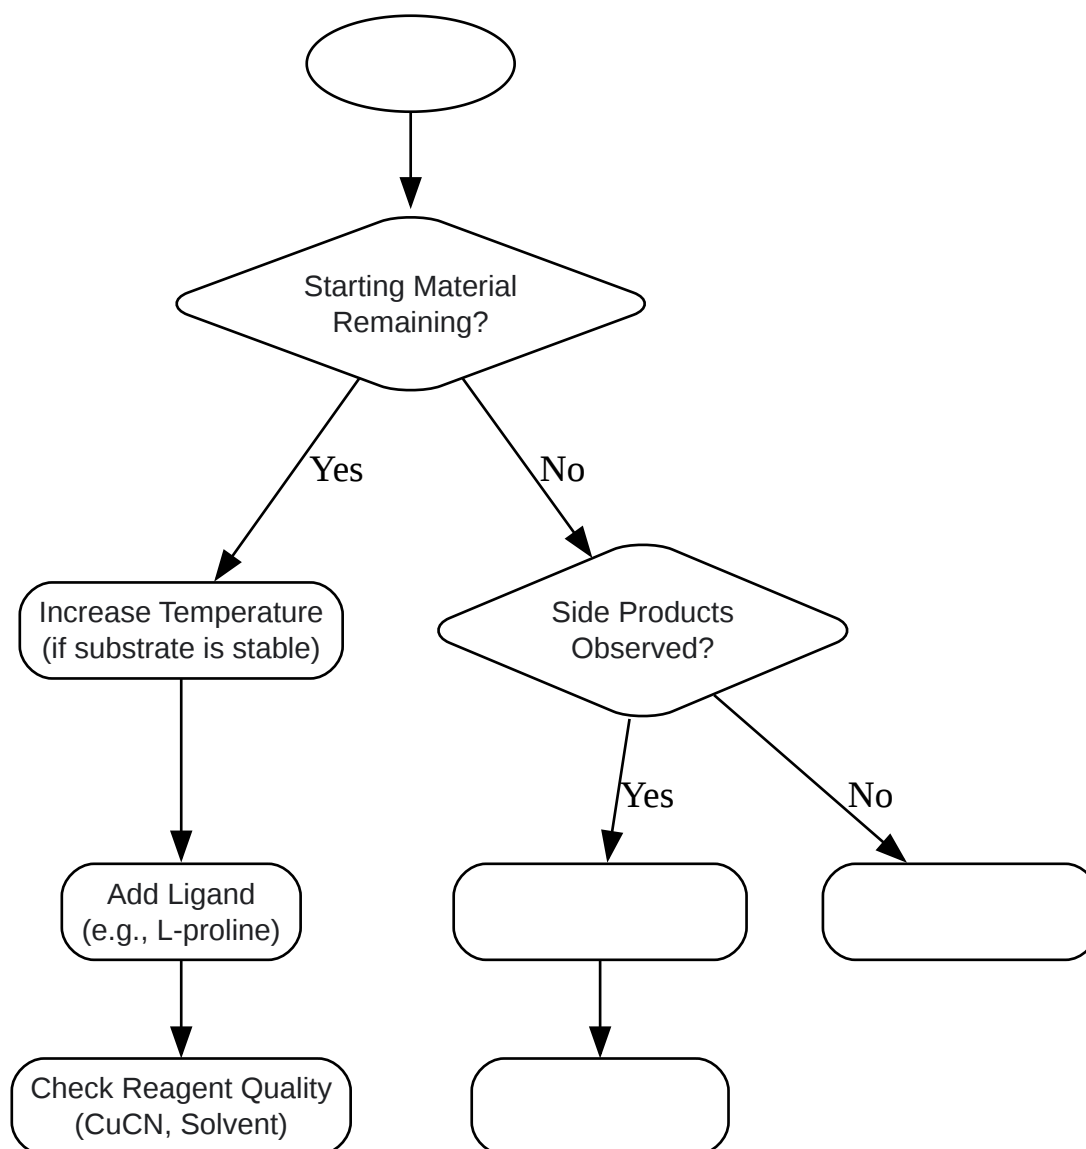 Starting Material
Remaining?
Yes
No
Increase Temperature
(if substrate is stable)
Side Products
Observed?
Yes
No
Add Ligand
(e.g., L-proline)
Check Reagent Quality
(CuCN, Solvent)